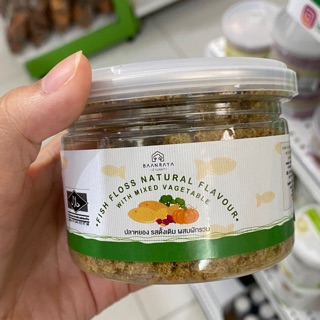 BAANRAYA
• FISH FLOSS NATURAL FLAVOUR •
WITH MIXED VAGETABLE
ปลาหยอง รสดั้งเดิม ผสมผักรวม